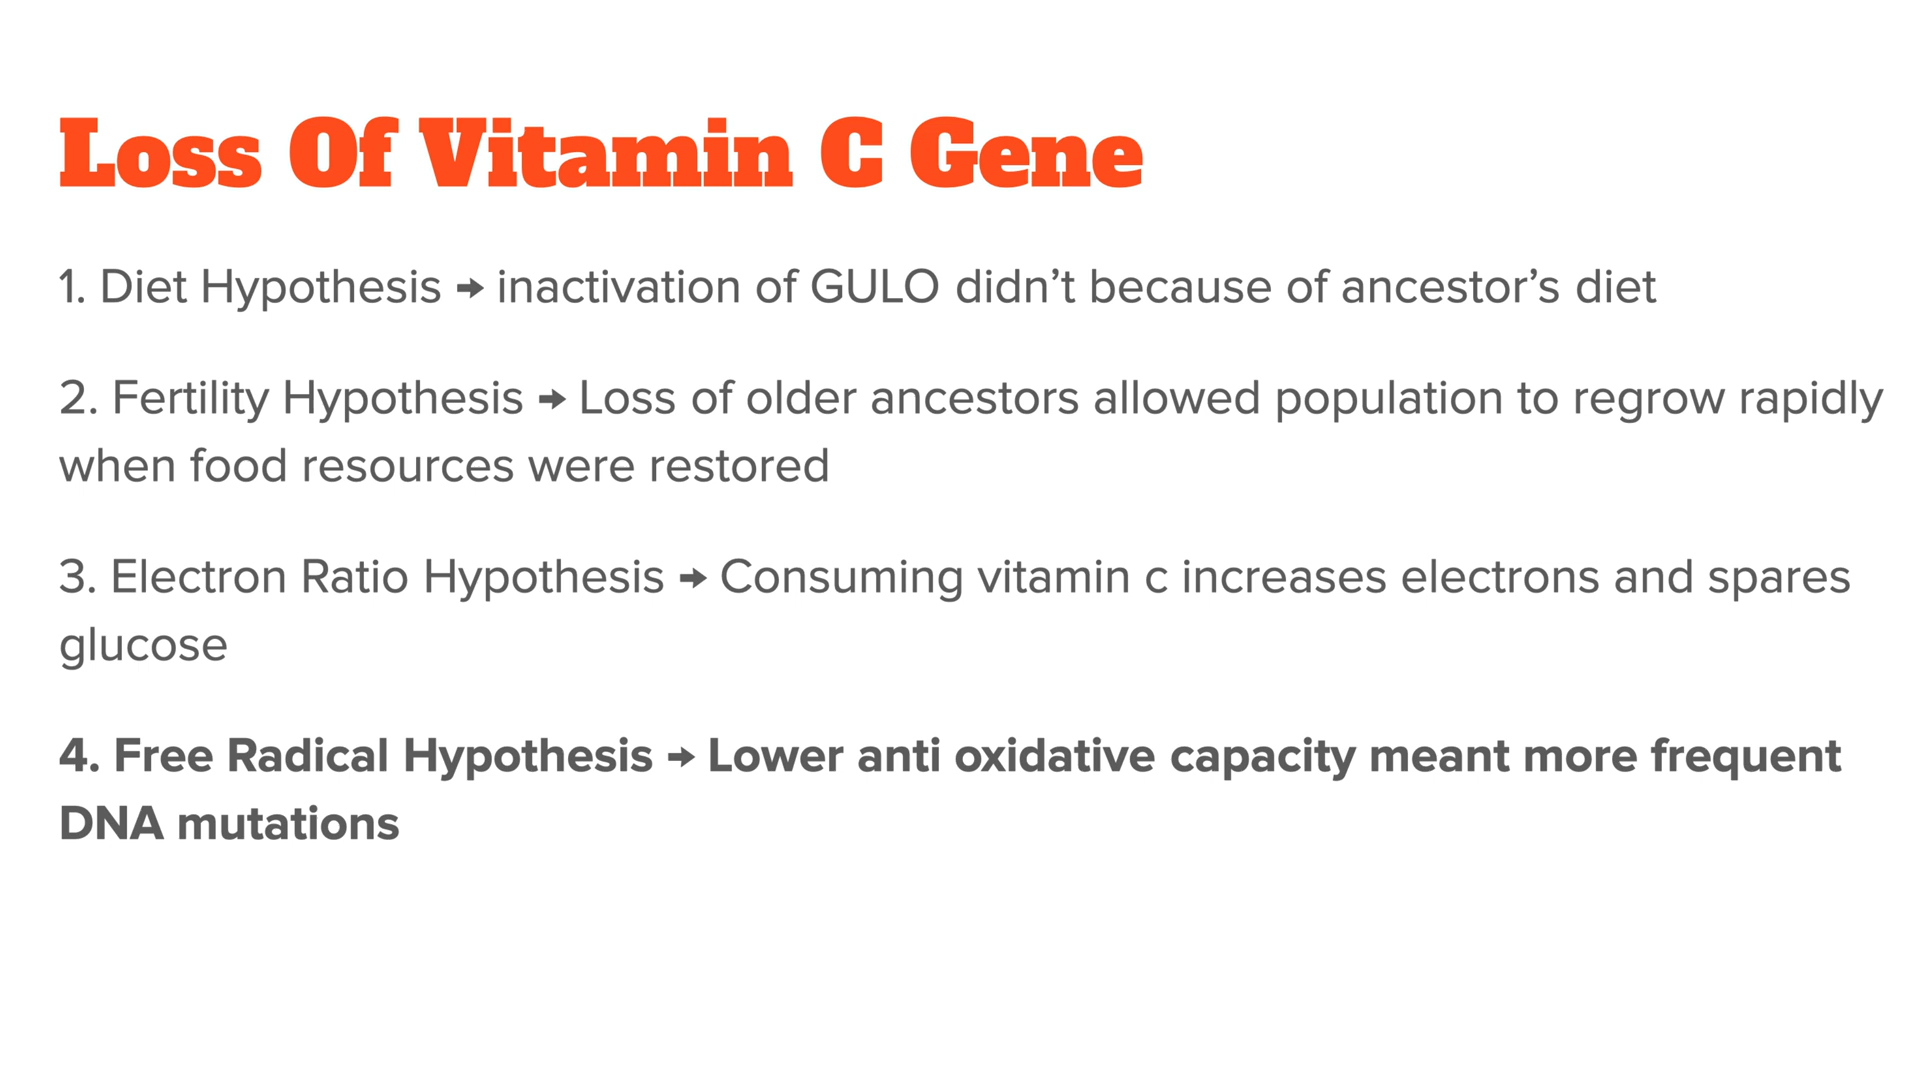 Loss Of Vitamin C Gene
1. Diet Hypothesis → inactivation of GULO didn’t because of ancestor’s diet
2. Fertility Hypothesis → Loss of older ancestors allowed population to regrow rapidly
when food resources were restored
3. Electron Ratio Hypothesis → Consuming vitamin c increases electrons and spares
glucose
4. Free Radical Hypothesis → Lower anti oxidative capacity meant more frequent
DNA mutations